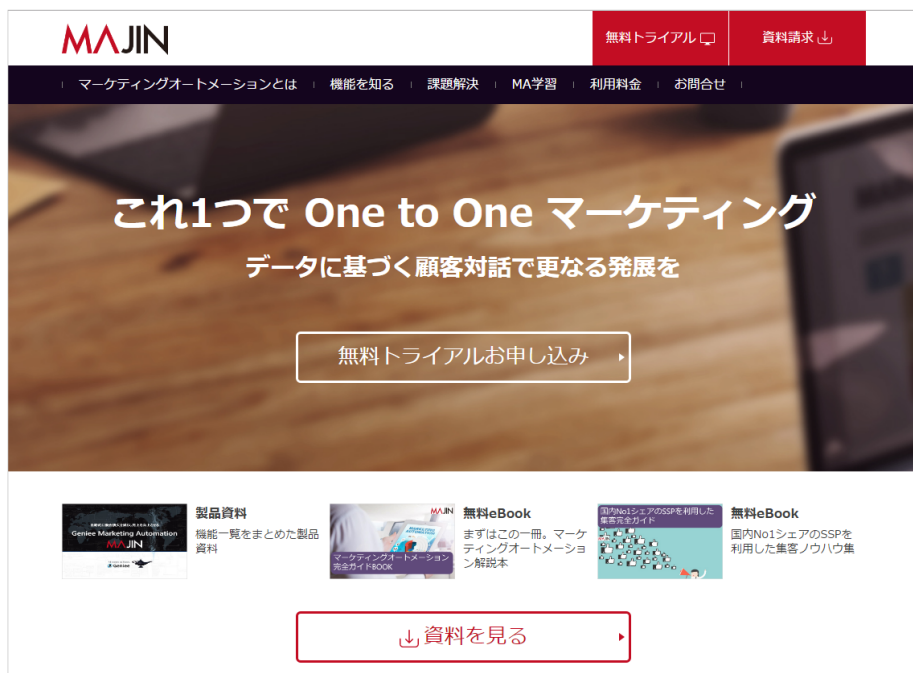 MAJIN
無料トライアル
資料請求
マーケティングオートメーションとは
機能を知る
課題解決
MA学習
利用料金
お問合せ
これ1つで One to One マーケティング
データに基づく顧客対話で更なる発展を
無料トライアルお申し込み
Geniee Marketing Automation
MAJIN
Geniee
製品資料
機能一覧をまとめた製品
資料
MAJIN
マーケティングオートメーション
完全ガイドBOOK
無料eBook
まずはこの一冊。マーケ
ティングオートメーショ
ン解説本
国内No1シェアのSSPを利用した
集客完全ガイド
無料eBook
国内No1シェアのSSPを
利用した集客ノウハウ集
資料を見る